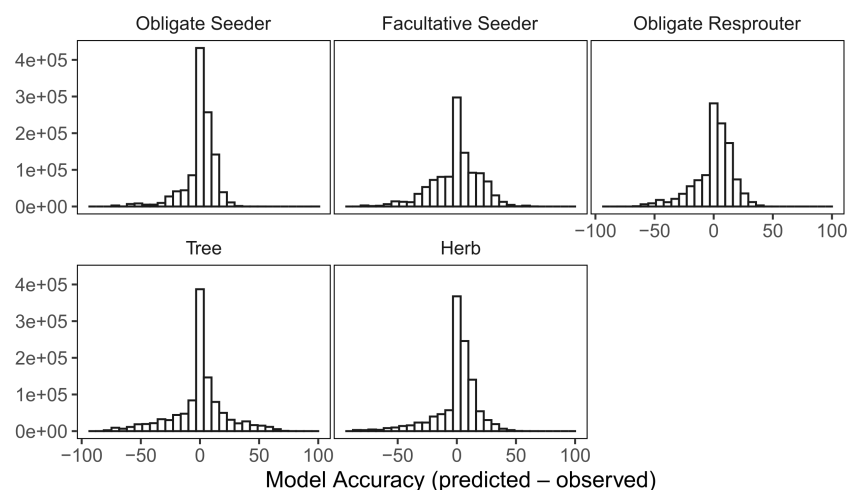 Obligate Seeder Facultative Seeder Obligate Resprouter
4e+05
3e+05
2e+05
1e+05
0e+00
−100 −50 0 50 100
Tree Herb
4e+05
3e+05
2e+05
1e+05
0e+00
−100 −50 0 50 100 −50 0 50 100
Model Accuracy (predicted – observed)